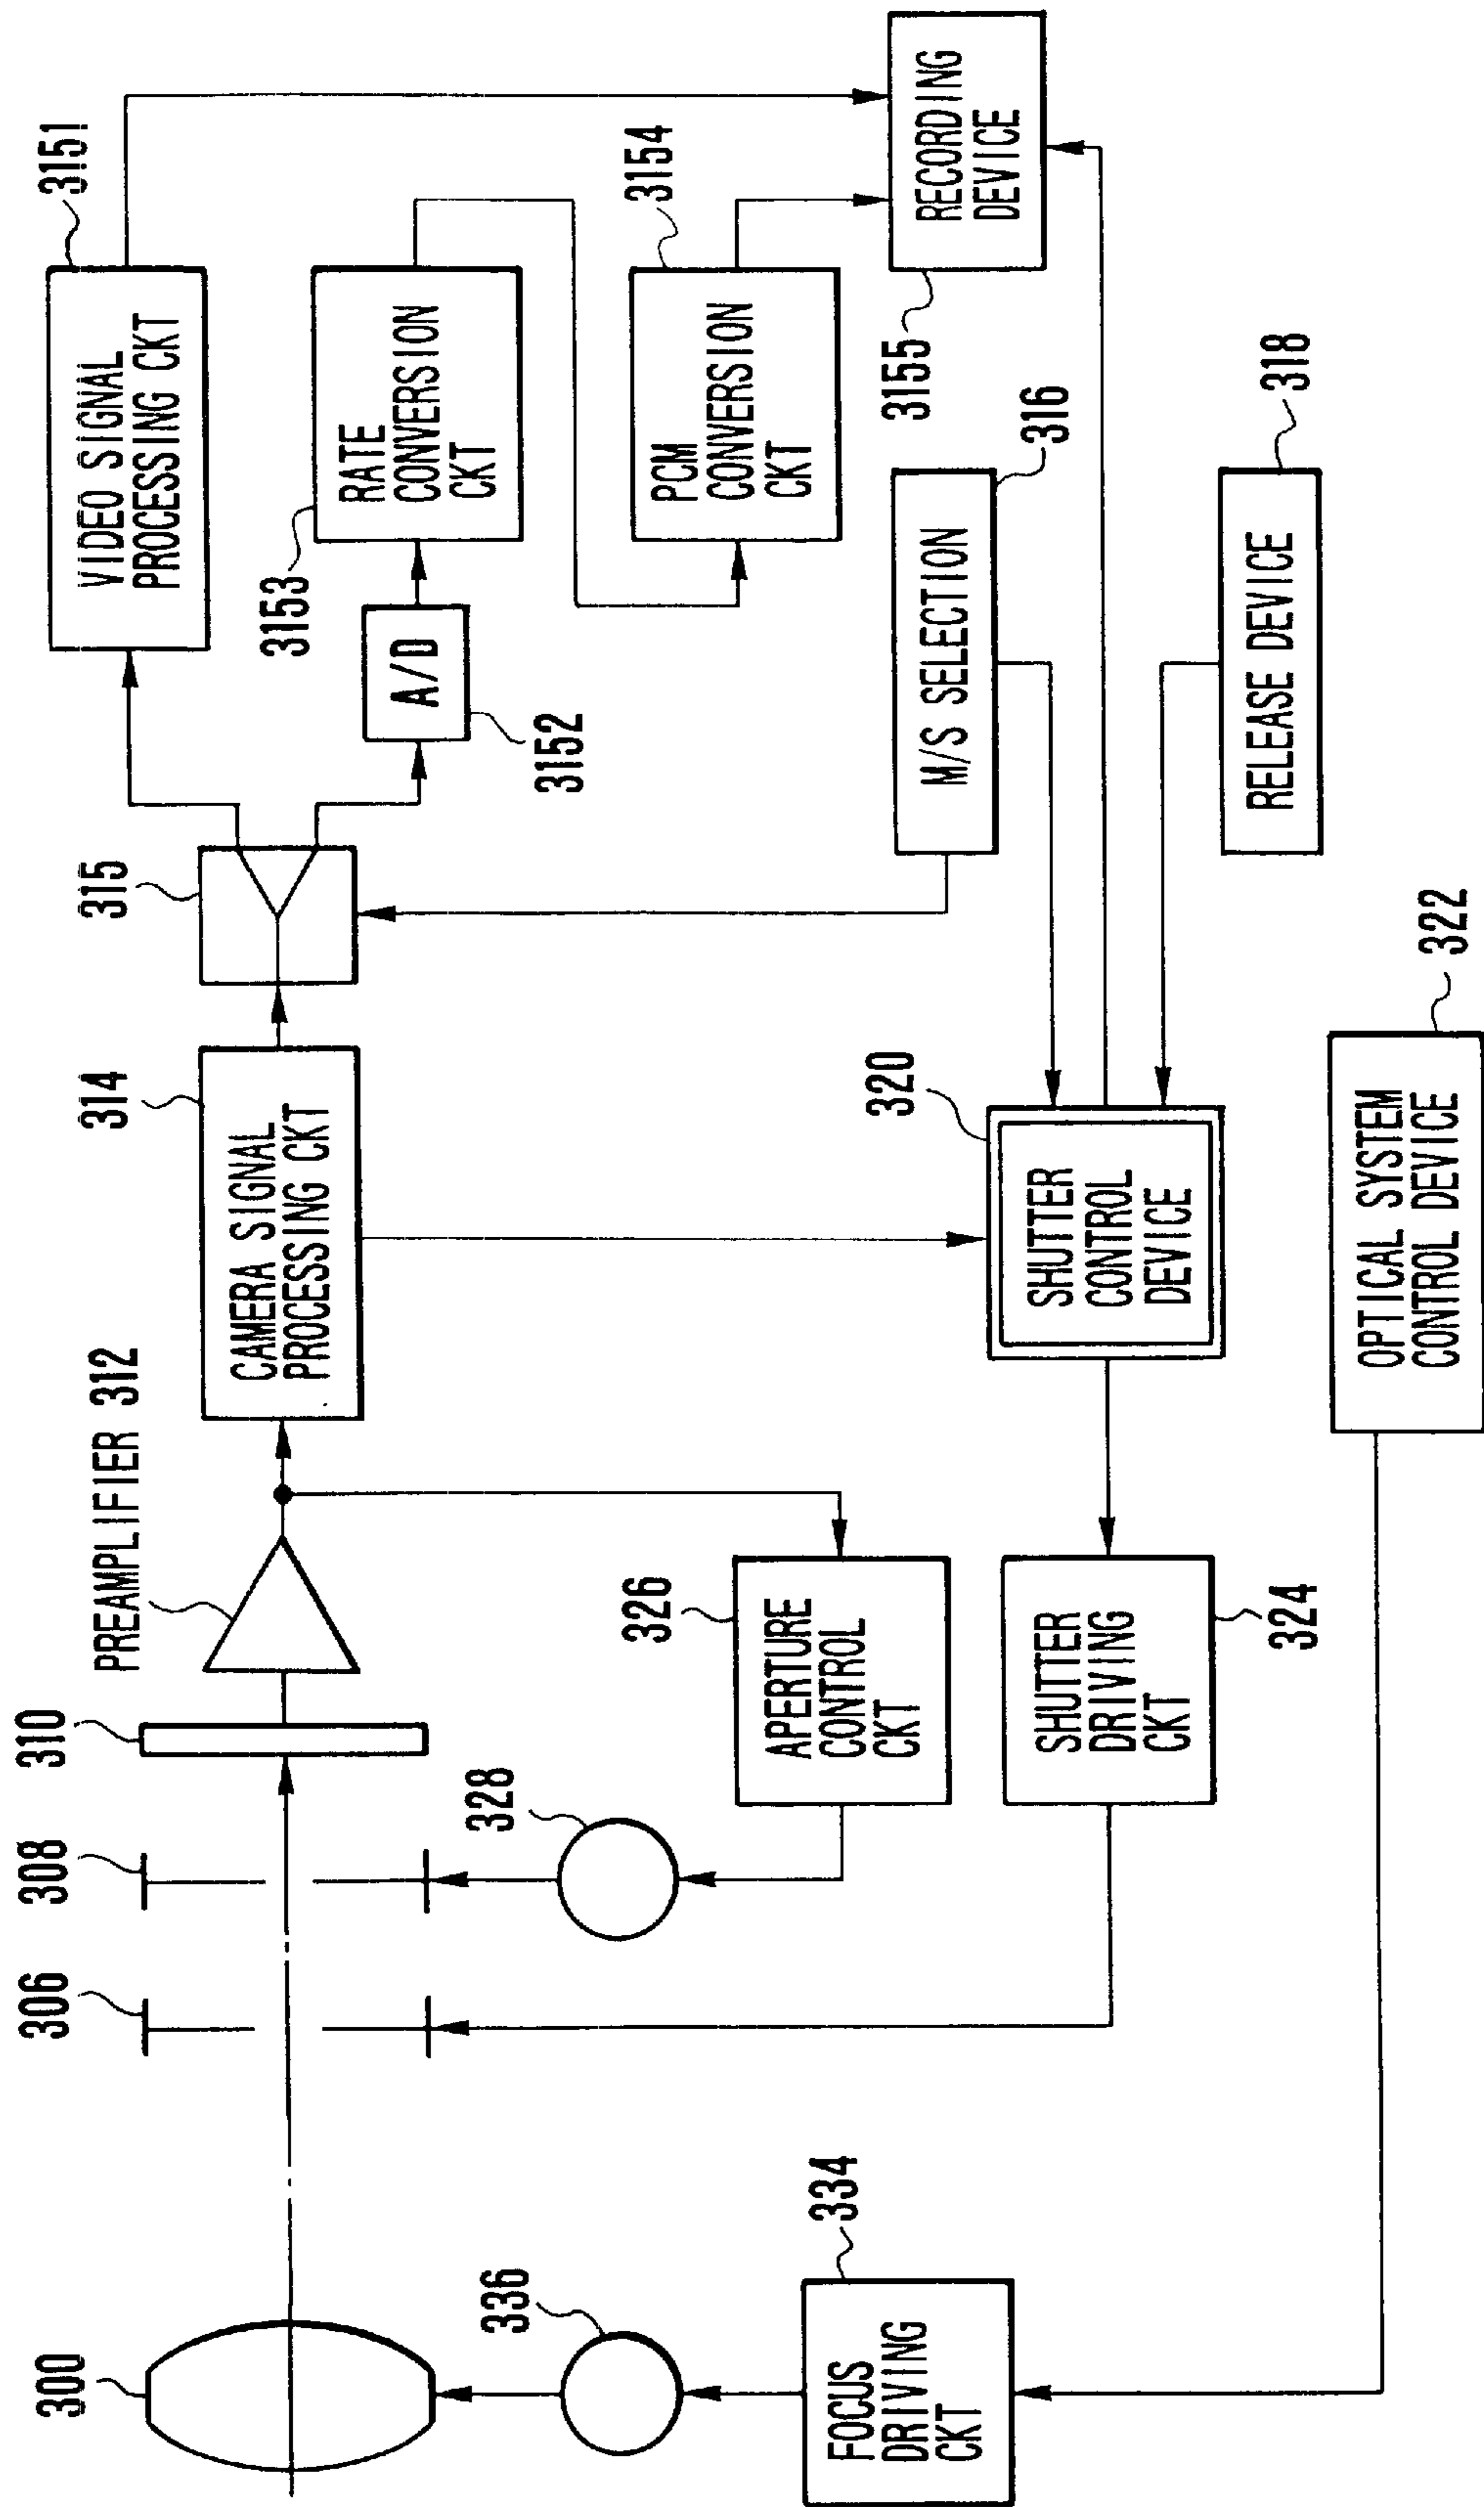 300
306
308
310
PREAMPLIFIER 312
314
CAMERA SIGNAL
PROCESSING CKT
315
3151
VIDEO SIGNAL
PROCESSING CKT
3153
RATE
CONVERSION
CKT
A/D
3152
3154
PCM
CONVERSION
CKT
RECORDING
DEVICE
3155
336
328
326
APERTURE
CONTROL
CKT
334
FOCUS
DRIVING
CKT
SHUTTER
DRIVING
CKT
324
320
SHUTTER
CONTROL
DEVICE
M/S SELECTION
316
RELEASE DEVICE
318
OPTICAL SYSTEM
CONTROL DEVICE
322